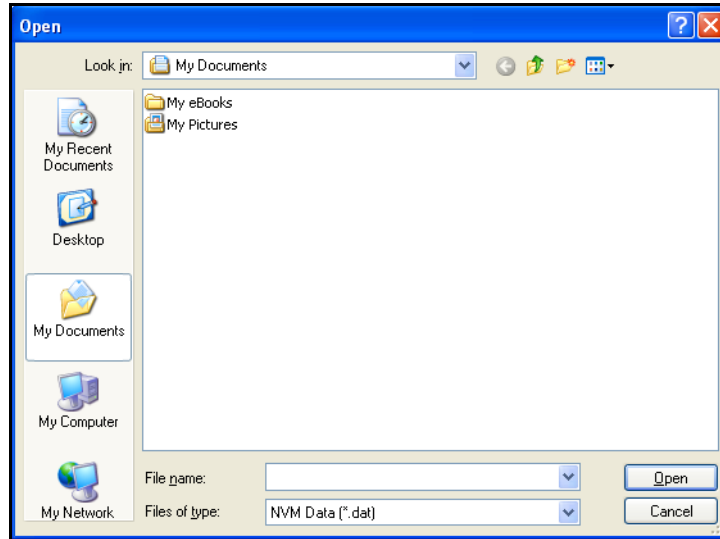 Open
Look in: My Documents
My eBooks
My Pictures
My Recent
Documents
Desktop
My Documents
My Computer
My Network
File name:
Open
Files of type: NVM Data (*.dat)
Cancel